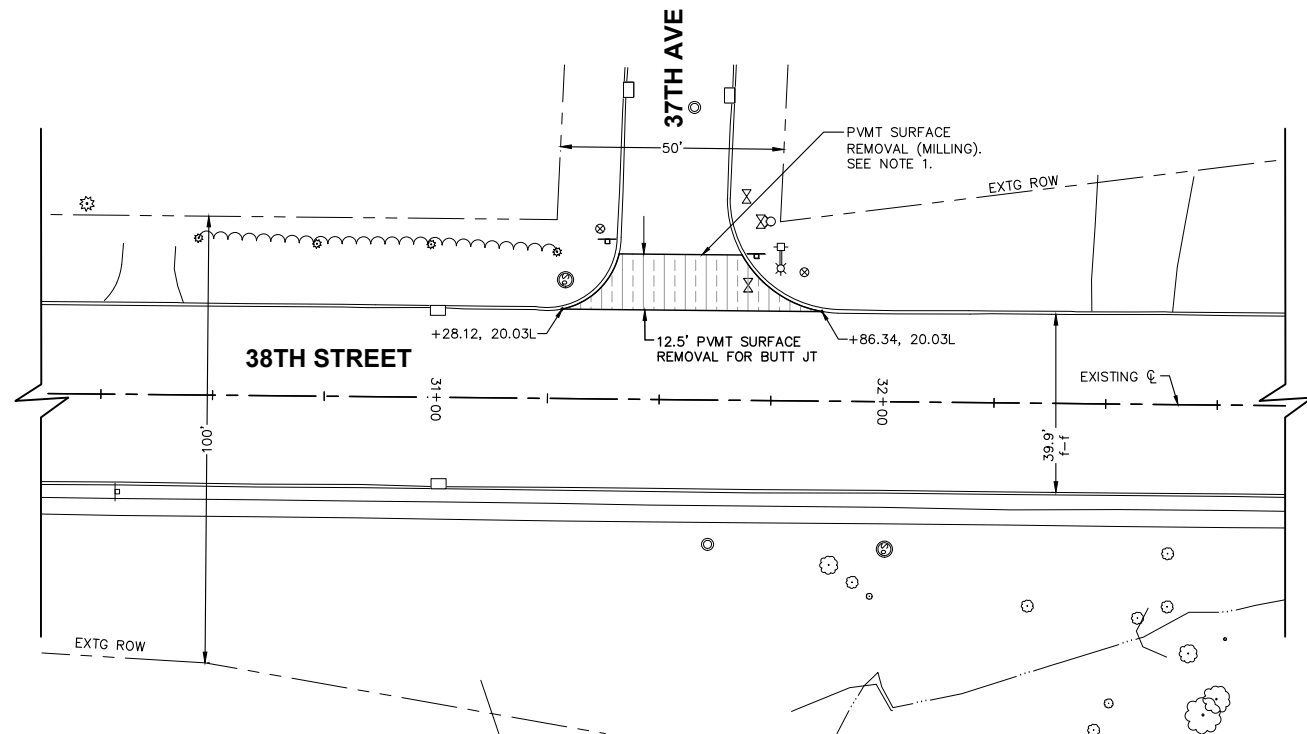 37TH AVE
50'
PVMT SURFACE
REMOVAL (MILLING).
SEE NOTE 1.
EXTG ROW
So
+28.12, 20.03L
12.5' PVMT SURFACE
REMOVAL FOR BUTT JT
+86.34, 20.03L
38TH STREET
EXISTING ℄
31+00
32+00
100'
39.9'
f-f
So
EXTG ROW